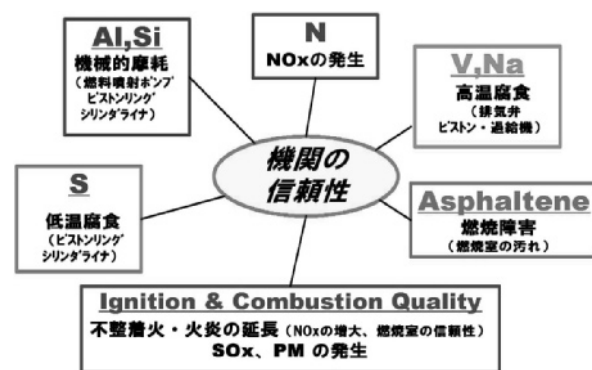 Al,Si
機械的摩耗
(燃料噴射ポンプ
ピストンリング
シリンダライナ)
N
NOxの発生
V,Na
高温腐食
(排気弁
ピストン・過給機)
機関の
信頼性
S
低温腐食
(ピストンリング
シリンダライナ)
Asphaltene
燃焼障害
(燃焼室の汚れ)
Ignition & Combustion Quality
不整着火・火炎の延長(NOxの増大、燃焼室の信頼性)
SOx、PM の発生